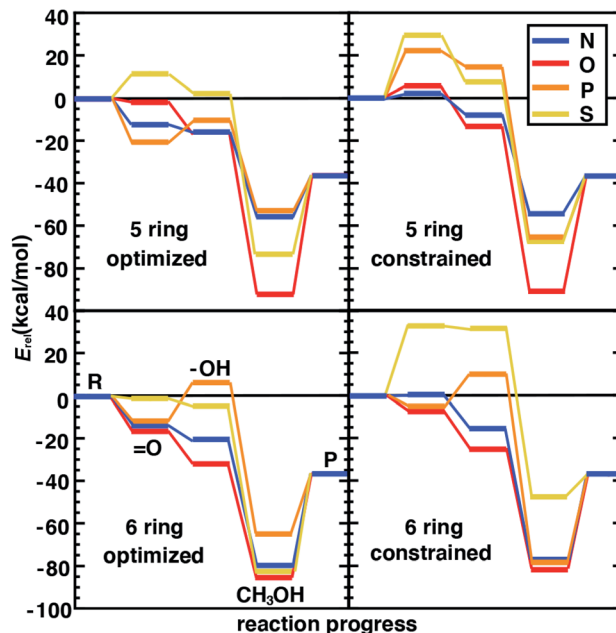 40
20
0
-20
-40
-60
-80
40
20
0
-20
-40
-60
-80
-100
E_rel(kcal/mol)
N
O
P
S
5 ring
optimized
5 ring
constrained
R
-OH
=O
P
6 ring
optimized
CH₃OH
6 ring
constrained
reaction progress